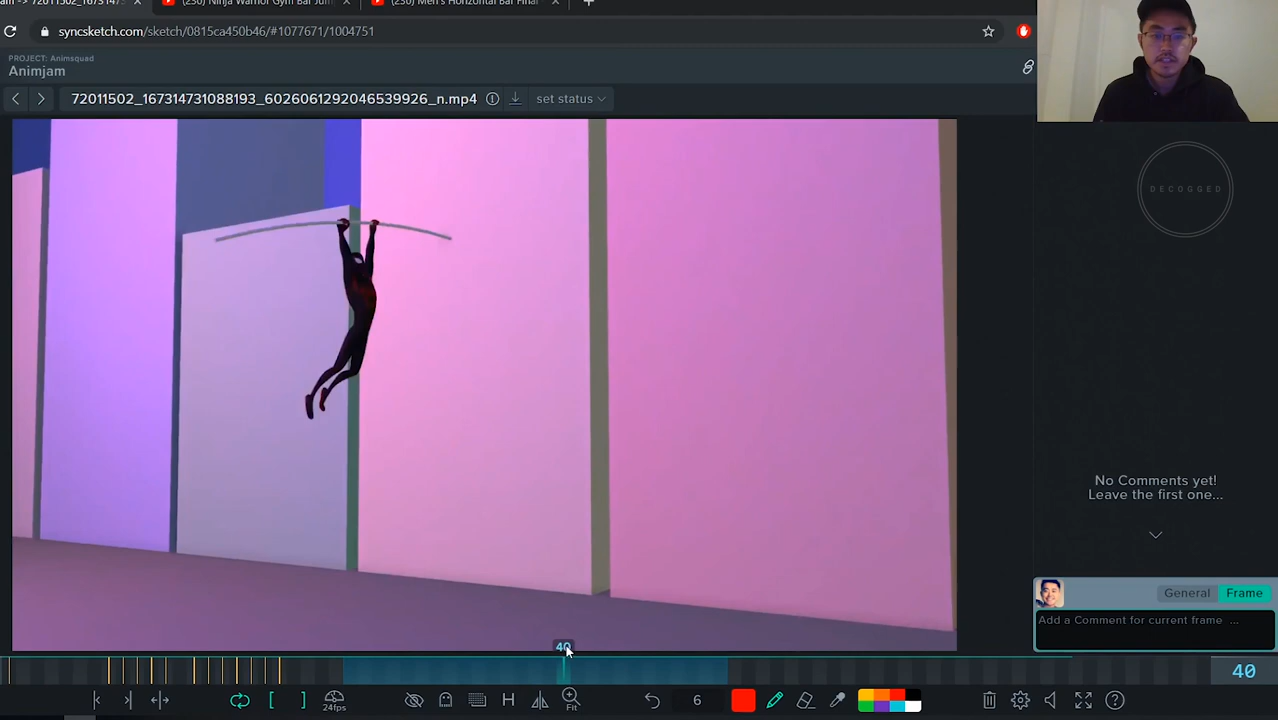 (230) Ninja Warrior Gym Bar Jum
(230) Men's Horizontal Bar Final
syncsketch.com/sketch/0815ca450b46/#1077671/1004751
PROJECT: Animsquad
Animjam
72011502_167314731088193_6026061292046539926_n.mp4
set status
DECOGGED
No Comments yet!
Leave the first one...
General
Frame
Add a Comment for current frame ...
40
40
24fps
H
Fit
6